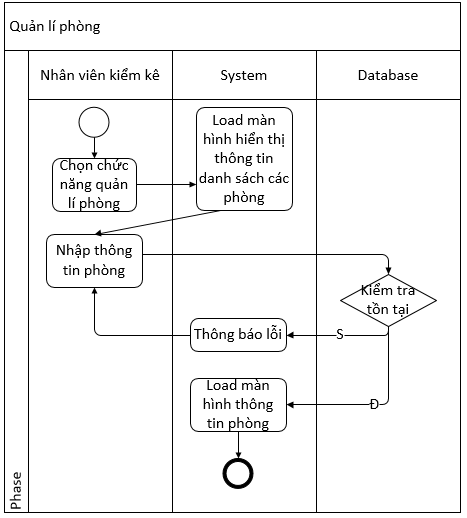 Quản lí phòng
Nhân viên kiểm kê
System
Database
Load màn
hình hiển thị
thông tin
danh sách các
phòng
Chọn chức
năng quản
lí phòng
Nhập thông
tin phòng
Kiểm tra
tồn tại
Thông báo lỗi
S
Load màn
hình thông
tin phòng
Đ
Phase